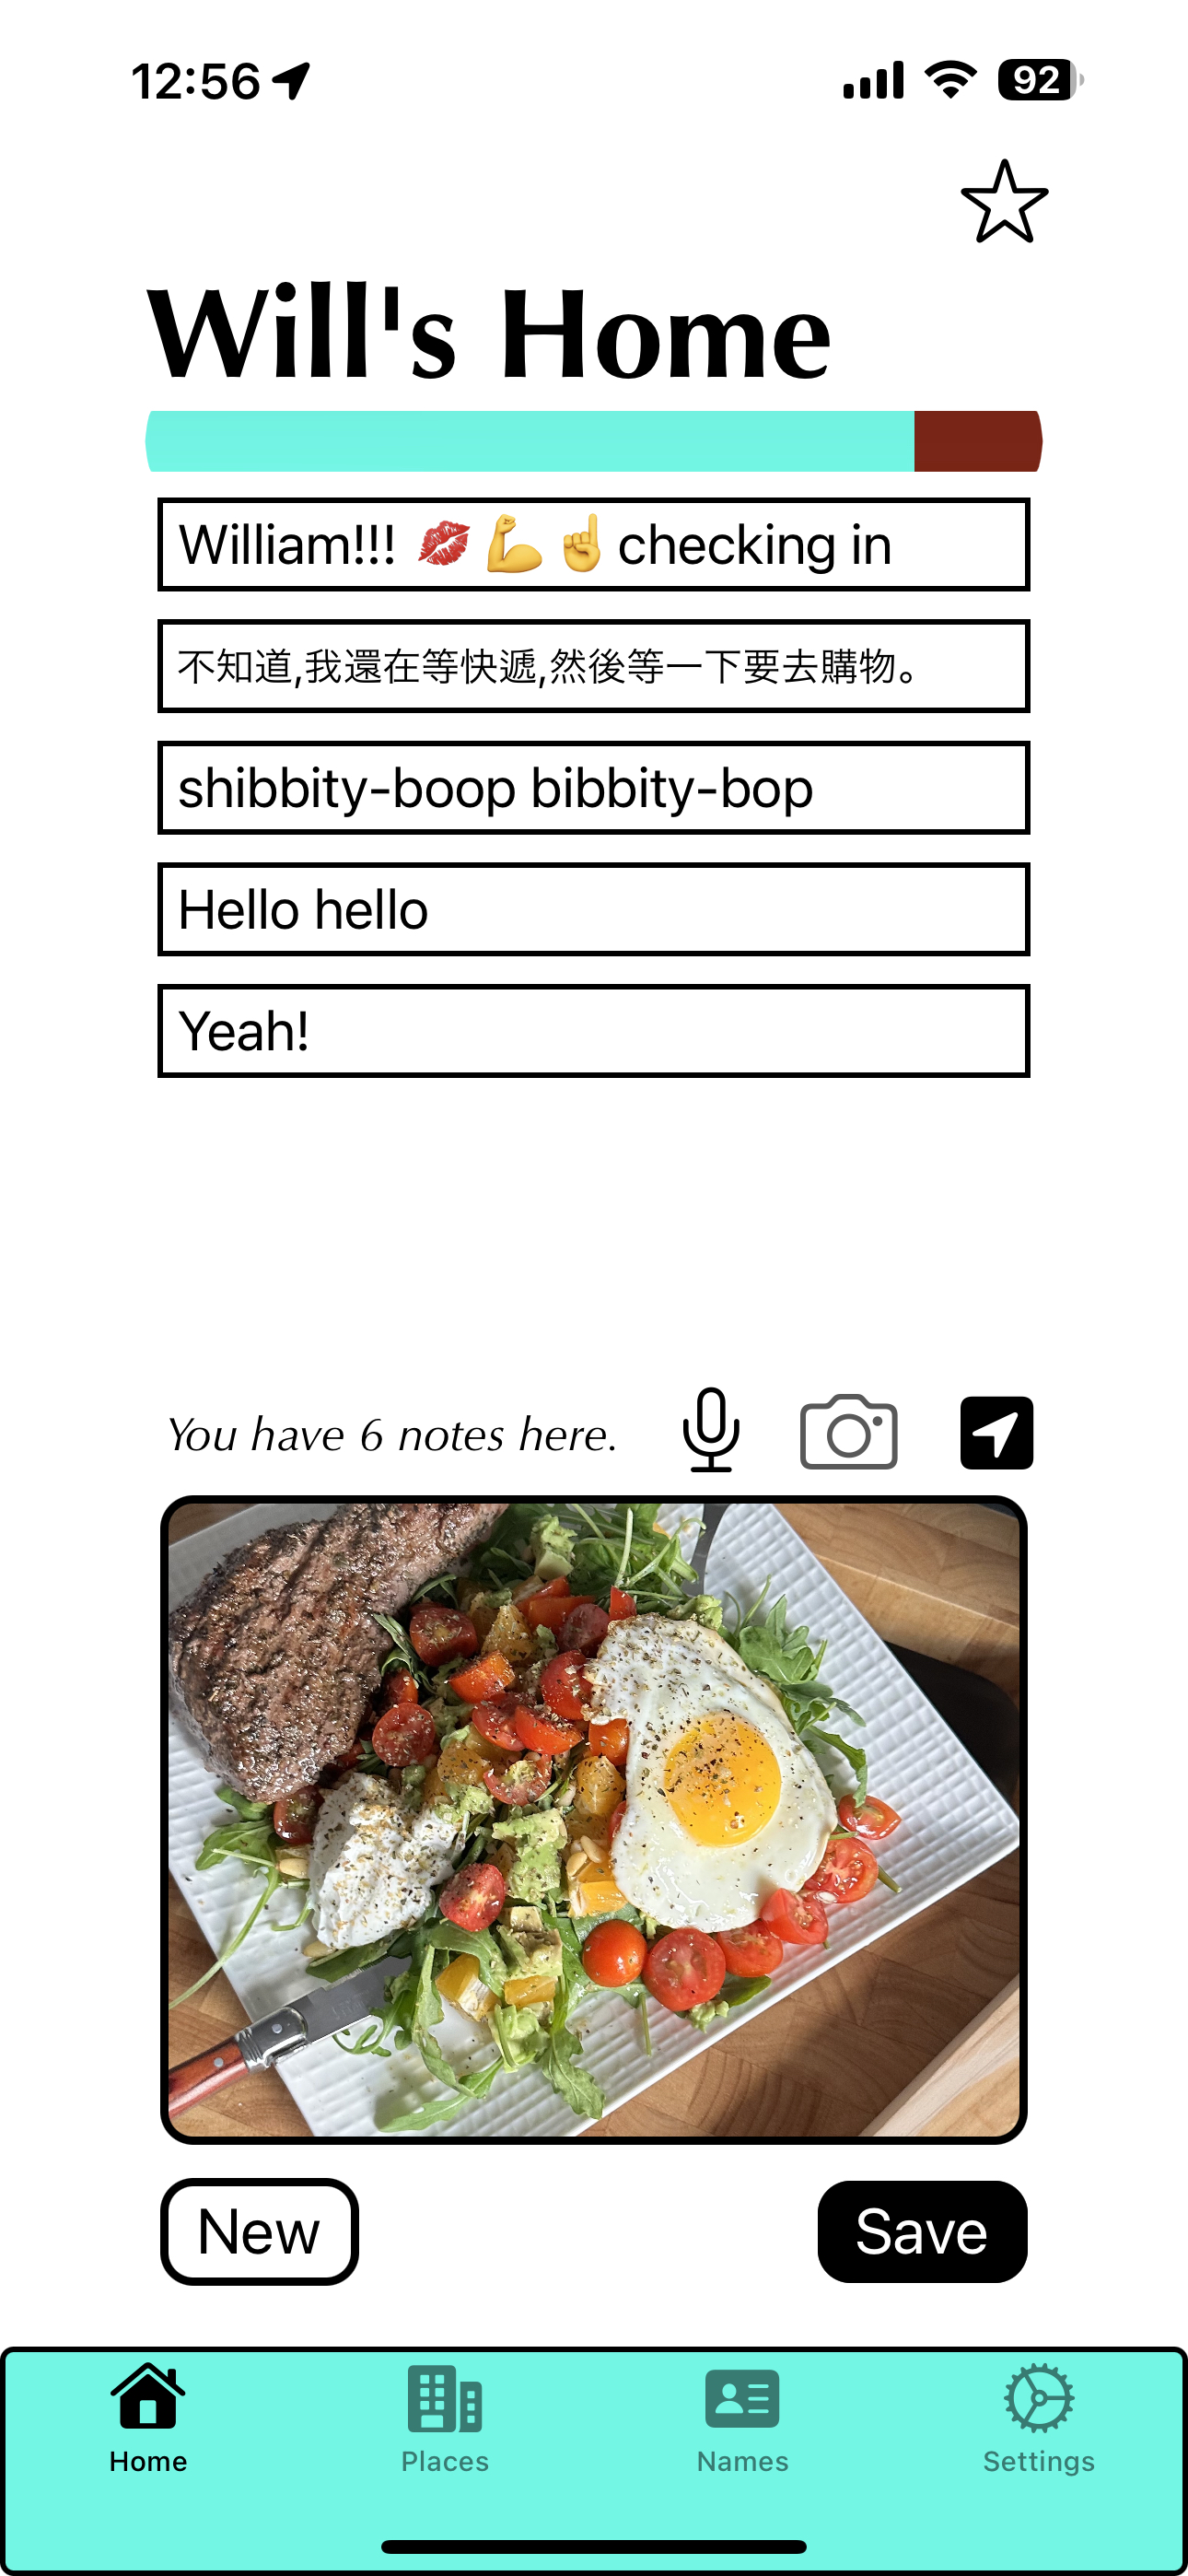 12:56
92
Will's Home
William!!! 💋💪☝️checking in
不知道,我還在等快遞,然後等一下要去購物。
shibbity-boop bibbity-bop
Hello hello
Yeah!
You have 6 notes here.
New
Save
Home
Places
Names
Settings